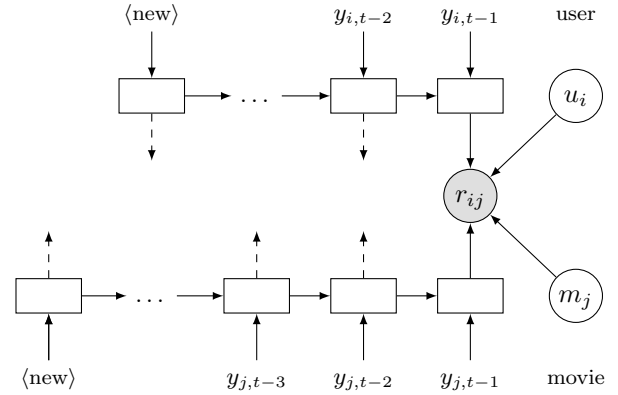 ⟨new⟩ y_{i,t−2} y_{i,t−1} user
... u_i
r_{ij}
... m_j
⟨new⟩ y_{j,t−3} y_{j,t−2} y_{j,t−1} movie